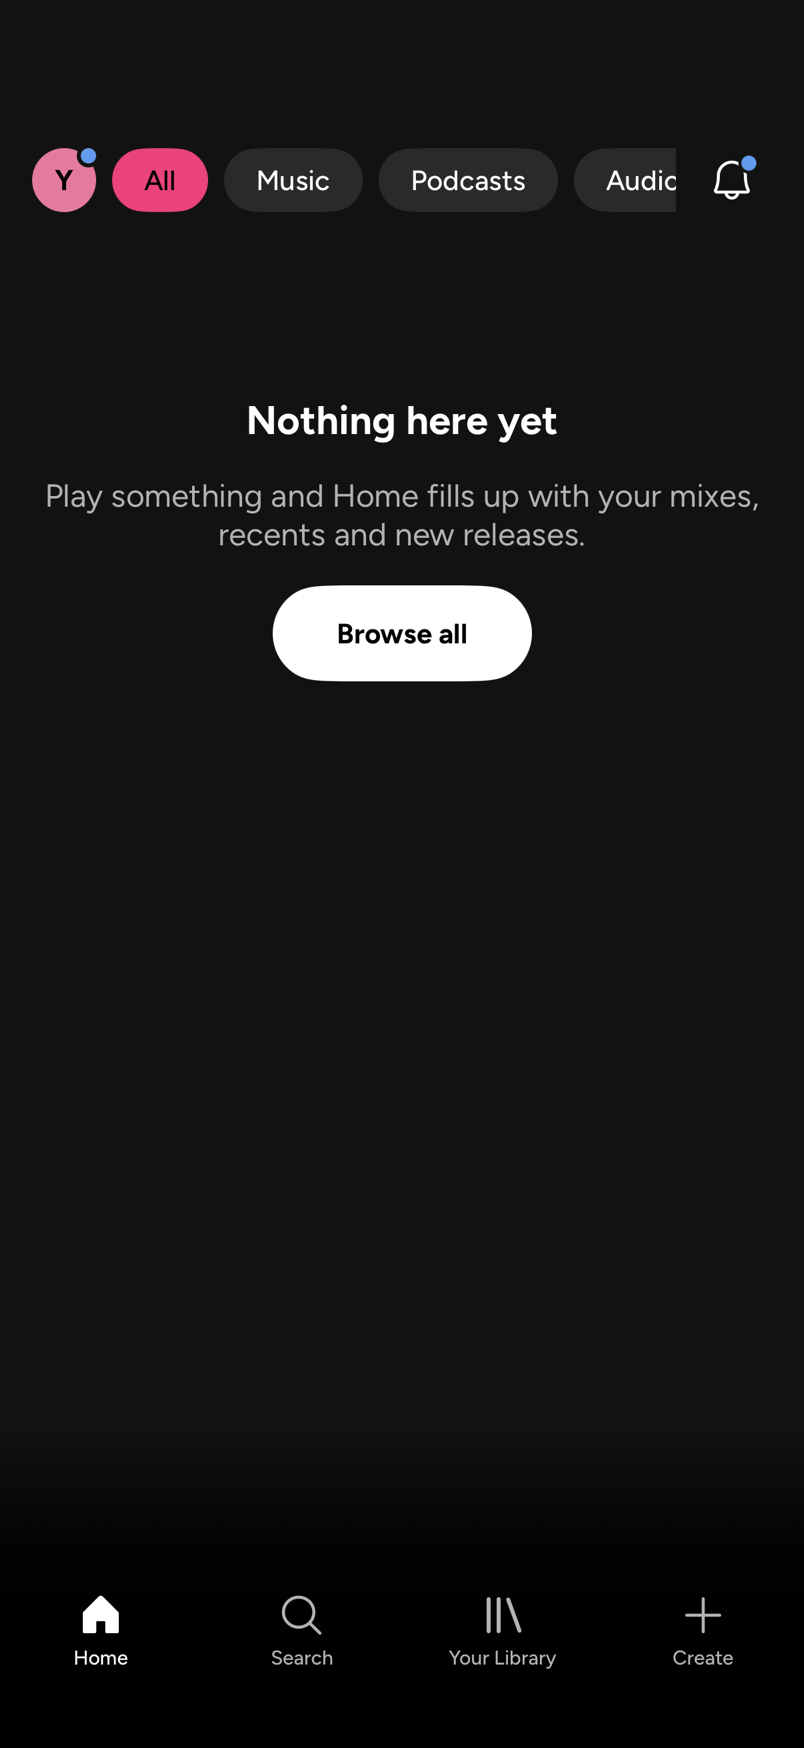 Y
All
Music
Podcasts
Audio
Nothing here yet
Play something and Home fills up with your mixes,
recents and new releases.
Browse all
Home
Search
Your Library
Create